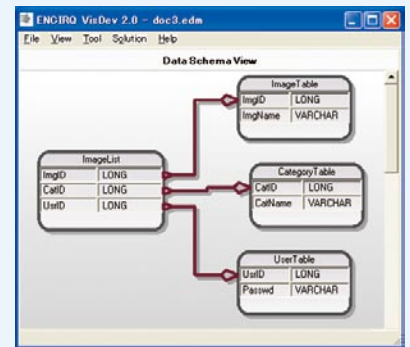 ENCIRQ VisDev 2.0 - doc3.edm
File View Tool Solution Help
Data Schema View
ImageTable
ImgID LONG
ImgName VARCHAR
ImageList
ImgID LONG
CatID LONG
UsrID LONG
CategoryTable
CatID LONG
CatName VARCHAR
UserTable
UsrID LONG
Passwd VARCHAR